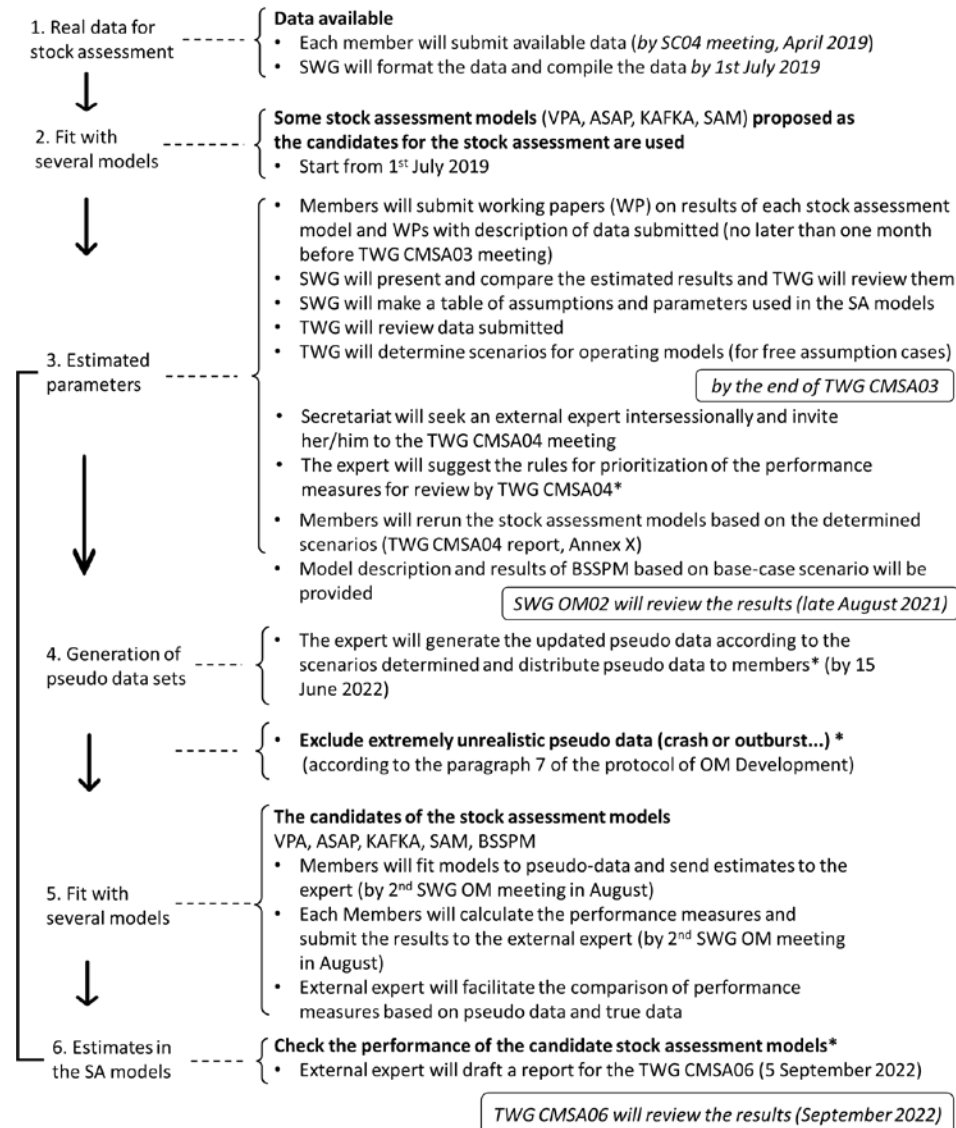 1. Real data for
stock assessment
Data available
• Each member will submit available data (by SC04 meeting, April 2019)
• SWG will format the data and compile the data by 1st July 2019
2. Fit with
several models
Some stock assessment models (VPA, ASAP, KAFKA, SAM) proposed as
the candidates for the stock assessment are used
• Start from 1st July 2019
3. Estimated
parameters
• Members will submit working papers (WP) on results of each stock assessment
model and WPs with description of data submitted (no later than one month
before TWG CMSA03 meeting)
• SWG will present and compare the estimated results and TWG will review them
• SWG will make a table of assumptions and parameters used in the SA models
• TWG will review data submitted
• TWG will determine scenarios for operating models (for free assumption cases)
by the end of TWG CMSA03
• Secretariat will seek an external expert intersessionally and invite
her/him to the TWG CMSA04 meeting
• The expert will suggest the rules for prioritization of the performance
measures for review by TWG CMSA04*
• Members will rerun the stock assessment models based on the determined
scenarios (TWG CMSA04 report, Annex X)
• Model description and results of BSSPM based on base-case scenario will be
provided
SWG OM02 will review the results (late August 2021)
4. Generation of
pseudo data sets
• The expert will generate the updated pseudo data according to the
scenarios determined and distribute pseudo data to members* (by 15
June 2022)
• Exclude extremely unrealistic pseudo data (crash or outburst...) *
(according to the paragraph 7 of the protocol of OM Development)
5. Fit with
several models
The candidates of the stock assessment models
VPA, ASAP, KAFKA, SAM, BSSPM
• Members will fit models to pseudo-data and send estimates to the
expert (by 2nd SWG OM meeting in August)
• Each Members will calculate the performance measures and
submit the results to the external expert (by 2nd SWG OM meeting
in August)
• External expert will facilitate the comparison of performance
measures based on pseudo data and true data
6. Estimates in
the SA models
Check the performance of the candidate stock assessment models*
• External expert will draft a report for the TWG CMSA06 (5 September 2022)
TWG CMSA06 will review the results (September 2022)